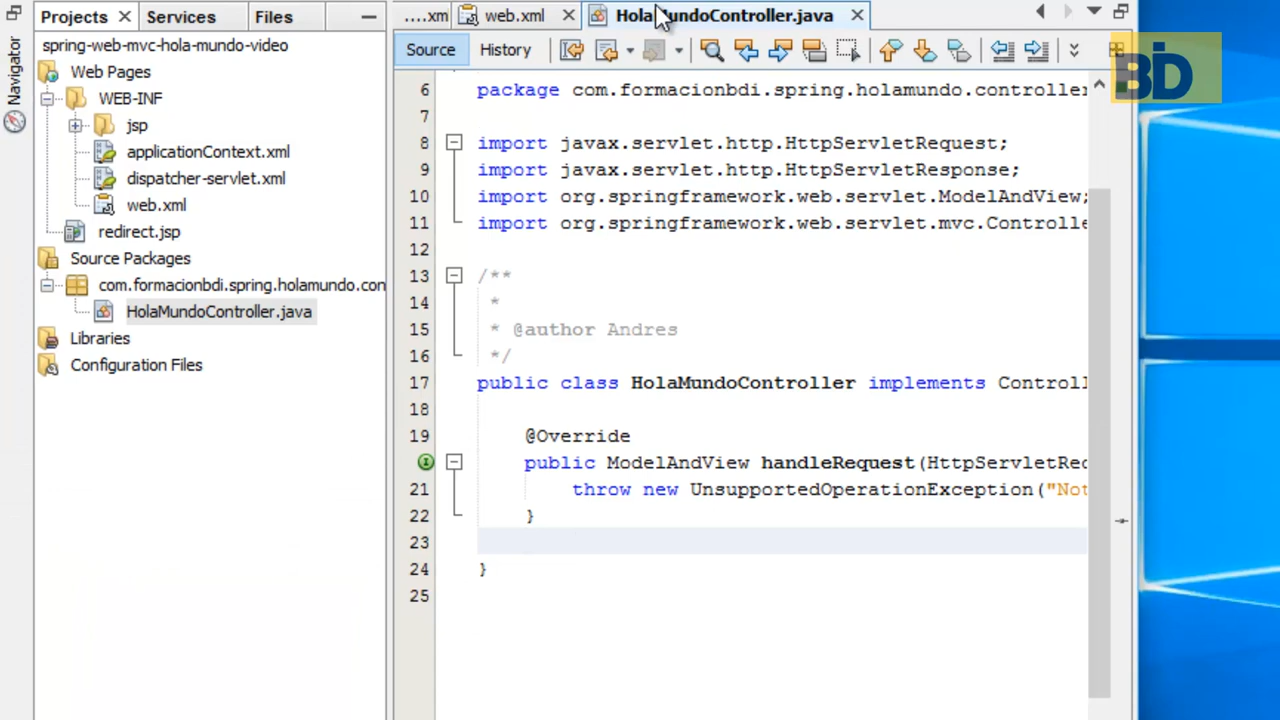 Projects
Services
Files
....xm
web.xml
HolaMundoController.java
Navigator
spring-web-mvc-hola-mundo-video
Web Pages
WEB-INF
jsp
applicationContext.xml
dispatcher-servlet.xml
web.xml
redirect.jsp
Source Packages
com.formacionbdi.spring.holamundo.con
HolaMundoController.java
Libraries
Configuration Files
Source
History
BD
6 package com.formacionbdi.spring.holamundo.controller
7
8 import javax.servlet.http.HttpServletRequest;
9 import javax.servlet.http.HttpServletResponse;
10 import org.springframework.web.servlet.ModelAndView;
11 import org.springframework.web.servlet.mvc.Controlle
12
13 /**
14 *
15 * @author Andres
16 */
17 public class HolaMundoController implements Controll
18
19 @Override
public ModelAndView handleRequest(HttpServletReq
21 throw new UnsupportedOperationException("Not
22 }
23
24 }
25